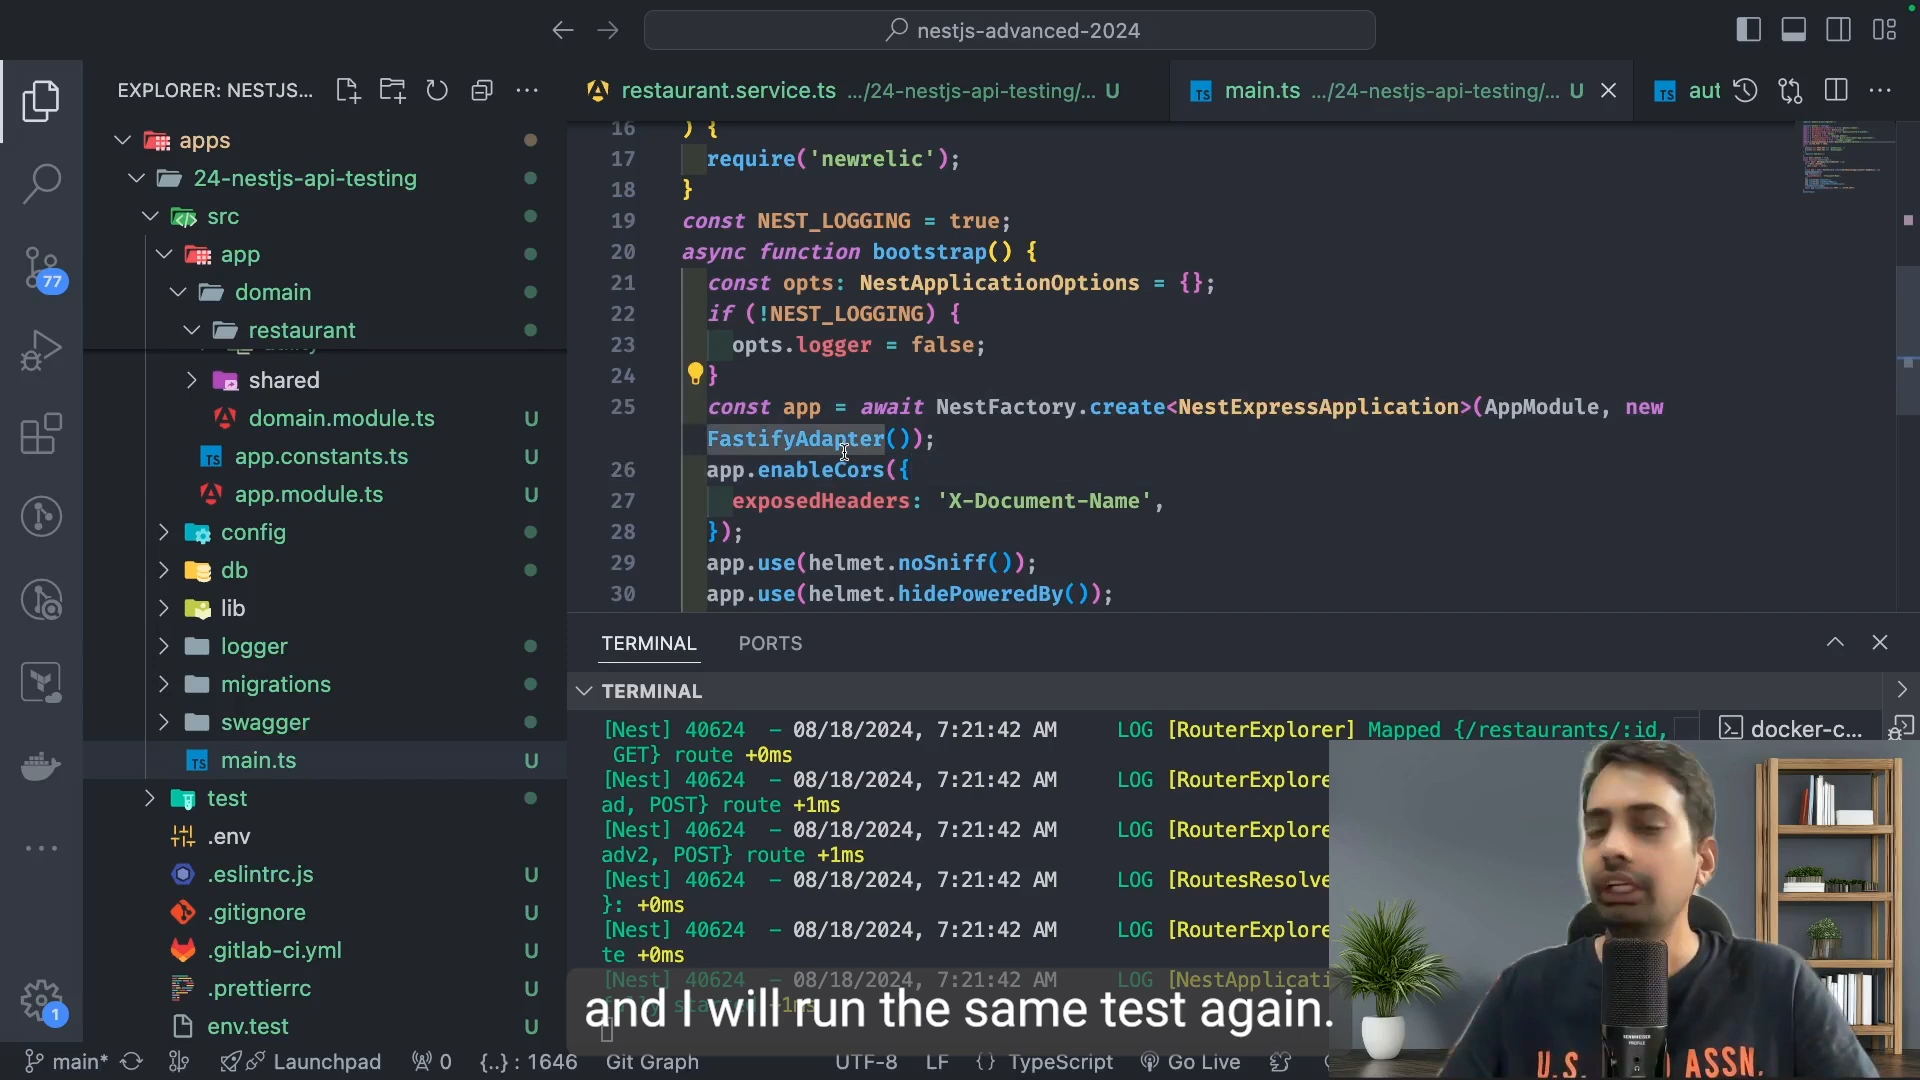 nestjs-advanced-2024
EXPLORER: NESTJS...
restaurant.service.ts .../24-nestjs-api-testing/... U
main.ts .../24-nestjs-api-testing/... U
aut
apps
24-nestjs-api-testing
src
app
domain
restaurant
shared
domain.module.ts U
app.constants.ts U
app.module.ts U
config
db
lib
logger
migrations
swagger
main.ts U
test
.env
.eslintrc.js U
.gitignore U
.gitlab-ci.yml U
.prettierrc U
env.test U
77
1
16 ) {
17 require('newrelic');
18 }
19 const NEST_LOGGING = true;
20 async function bootstrap() {
21 const opts: NestApplicationOptions = {};
22 if (!NEST_LOGGING) {
23 opts.logger = false;
24 }
25 const app = await NestFactory.create<NestExpressApplication>(AppModule, new
FastifyAdapter());
26 app.enableCors({
27 exposedHeaders: 'X-Document-Name',
28 });
29 app.use(helmet.noSniff());
30 app.use(helmet.hidePoweredBy());
TERMINAL PORTS
TERMINAL
docker-c...
[Nest] 40624 - 08/18/2024, 7:21:42 AM LOG [RouterExplorer] Mapped {/restaurants/:id,
GET} route +0ms
[Nest] 40624 - 08/18/2024, 7:21:42 AM LOG [RouterExplore
ad, POST} route +1ms
[Nest] 40624 - 08/18/2024, 7:21:42 AM LOG [RouterExplore
adv2, POST} route +1ms
[Nest] 40624 - 08/18/2024, 7:21:42 AM LOG [RoutesResolve
}: +0ms
[Nest] 40624 - 08/18/2024, 7:21:42 AM LOG [RouterExplore
te +0ms
[Nest] 40624 - 08/18/2024, 7:21:42 AM LOG [NestApplicati
and I will run the same test again.
U.S. ASSN.
main* Launchpad 0 {..} : 1646 Git Graph UTF-8 LF {} TypeScript Go Live